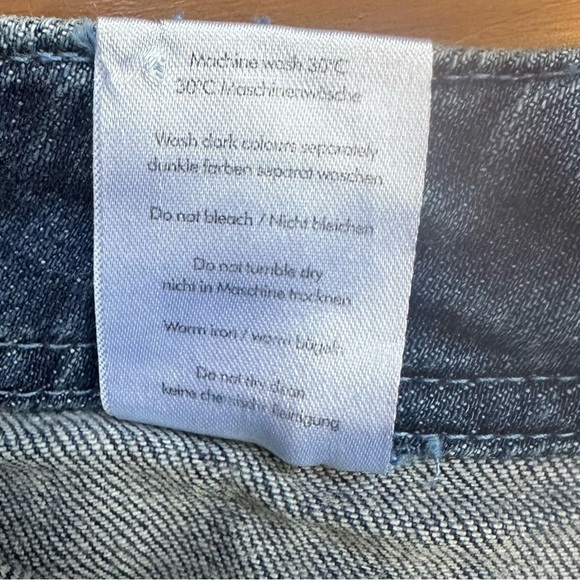 Machine wash 30°C
30°C Maschinenwäsche
Wash dark colours separately
dunkle farben separat waschen
Do not bleach / Nicht bleichen
Do not tumble dry
nicht in Maschine trocknen
Warm iron / warm bügeln
Do not dry clean
keine chemische Reinigung